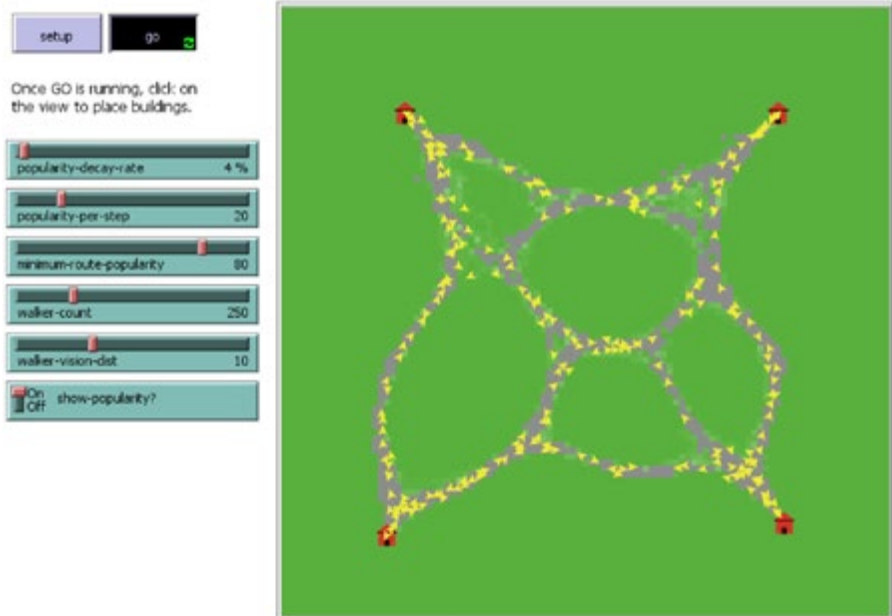 setup go
Once GO is running, click on
the view to place buildings.
popularity-decay-rate 4 %
popularity-per-step 20
minimum-route-popularity 80
walker-count 250
walker-vision-dist 10
On
Off show-popularity?